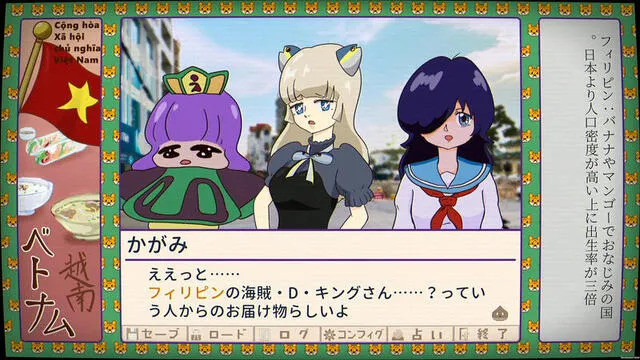 Cộng hòa
Xã hội
chủ nghĩa
Việt Nam
ベトナム
越南
え
フィリピン：バナナやマンゴーでおなじみの国
。日本より人口密度が高い上に出生率が三倍
かがみ
ええっと……
フィリピンの海賊・D・キングさん……？ってい
う人からのお届け物らしいよ
セーブ
ロード
ログ
コンフィグ
占い
終了